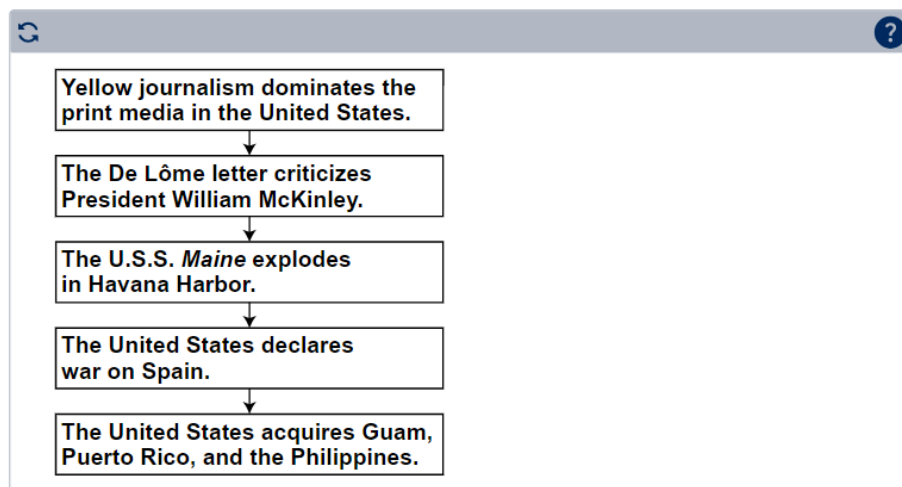 ?
Yellow journalism dominates the
print media in the United States.
The De Lôme letter criticizes
President William McKinley.
The U.S.S. Maine explodes
in Havana Harbor.
The United States declares
war on Spain.
The United States acquires Guam,
Puerto Rico, and the Philippines.